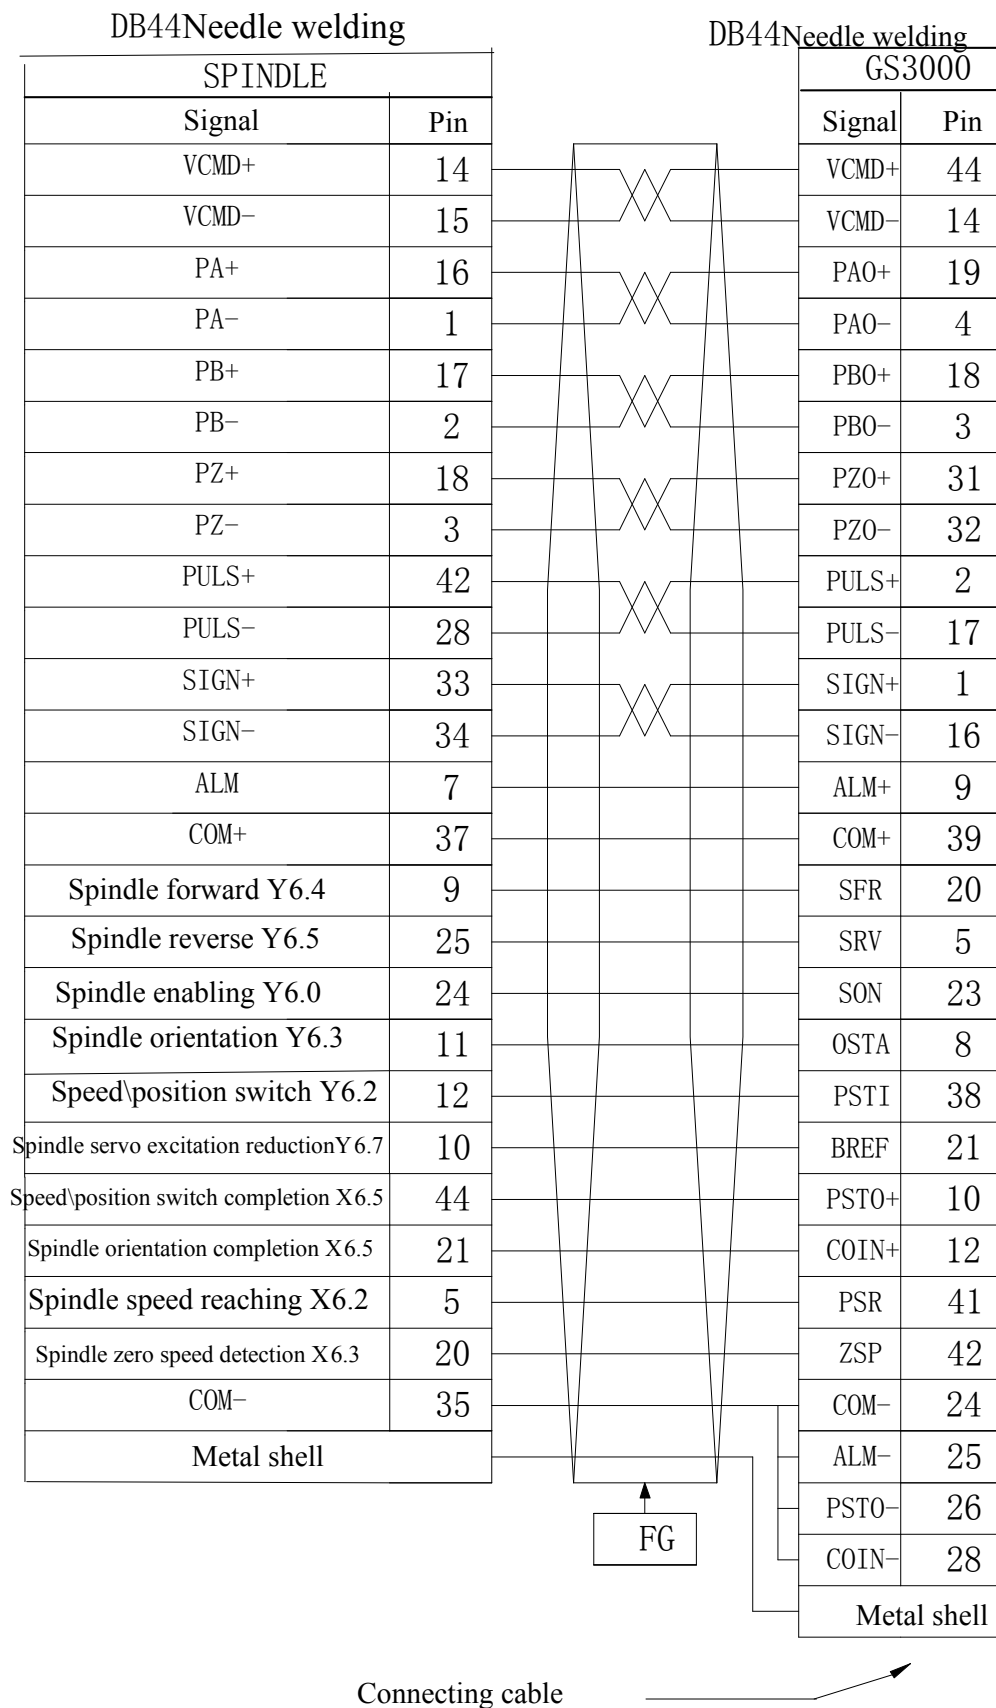 DB44Needle welding
DB44Needle welding
SPINDLE
GS3000
Signal Pin Signal Pin
VCMD+ 14 VCMD+ 44
VCMD- 15 VCMD- 14
PA+ 16 PAO+ 19
PA- 1 PAO- 4
PB+ 17 PBO+ 18
PB- 2 PBO- 3
PZ+ 18 PZO+ 31
PZ- 3 PZO- 32
PULS+ 42 PULS+ 2
PULS- 28 PULS- 17
SIGN+ 33 SIGN+ 1
SIGN- 34 SIGN- 16
ALM 7 ALM+ 9
COM+ 37 COM+ 39
Spindle forward Y6.4 9 SFR 20
Spindle reverse Y6.5 25 SRV 5
Spindle enabling Y6.0 24 SON 23
Spindle orientation Y6.3 11 OSTA 8
Speed\position switch Y6.2 12 PSTI 38
Spindle servo excitation reductionY6.7 10 BREF 21
Speed\position switch completion X6.5 44 PSTO+ 10
Spindle orientation completion X6.5 21 COIN+ 12
Spindle speed reaching X6.2 5 PSR 41
Spindle zero speed detection X6.3 20 ZSP 42
COM- 35 COM- 24
Metal shell ALM- 25
PSTO- 26
FG
COIN- 28
Metal shell
Connecting cable